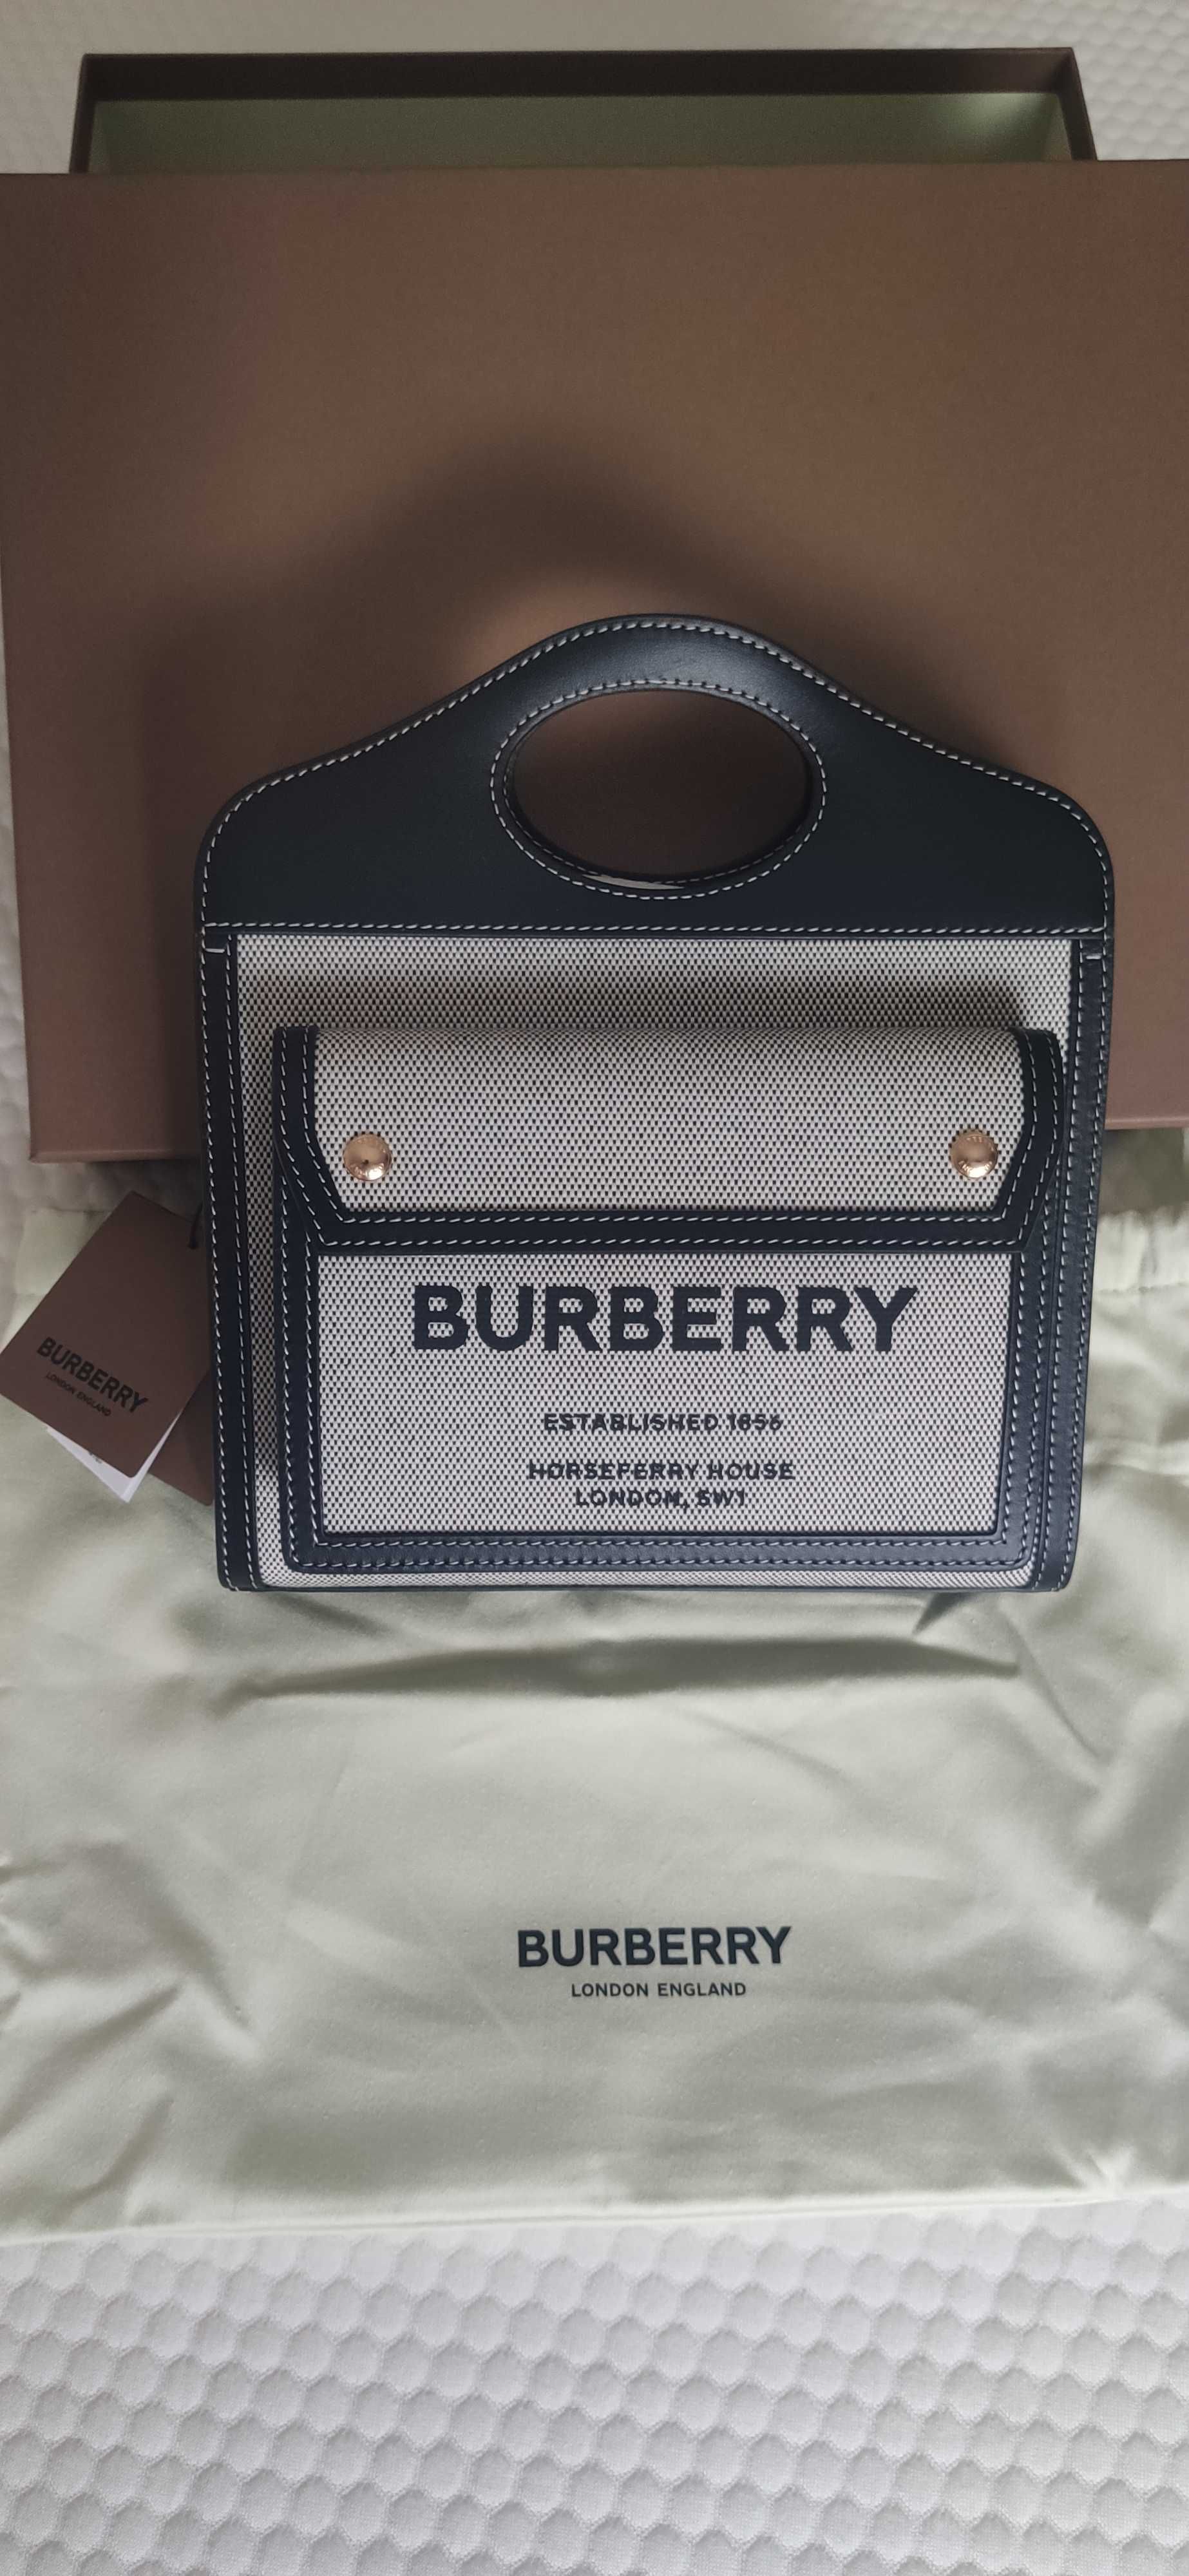 BURBERRY
ESTABLISHED 1856
HORSEFERRY HOUSE
LONDON, SW1
BURBERRY
LONDON ENGLAND
BURBERRY
LONDON ENGLAND